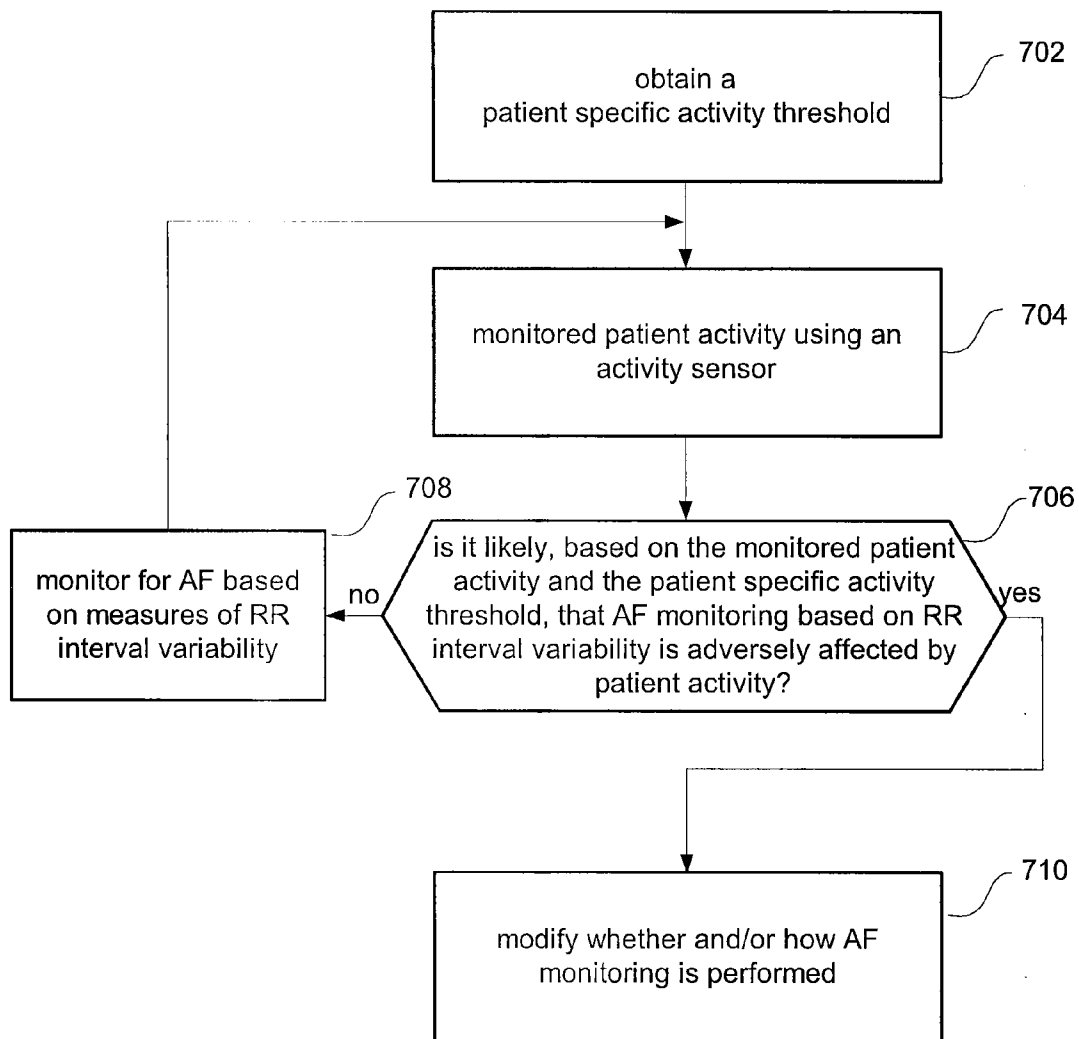 702
obtain a
patient specific activity threshold
704
monitored patient activity using an
activity sensor
706
is it likely, based on the monitored patient
activity and the patient specific activity
threshold, that AF monitoring based on RR
interval variability is adversely affected by
patient activity?
no
yes
708
monitor for AF based
on measures of RR
interval variability
710
modify whether and/or how AF
monitoring is performed